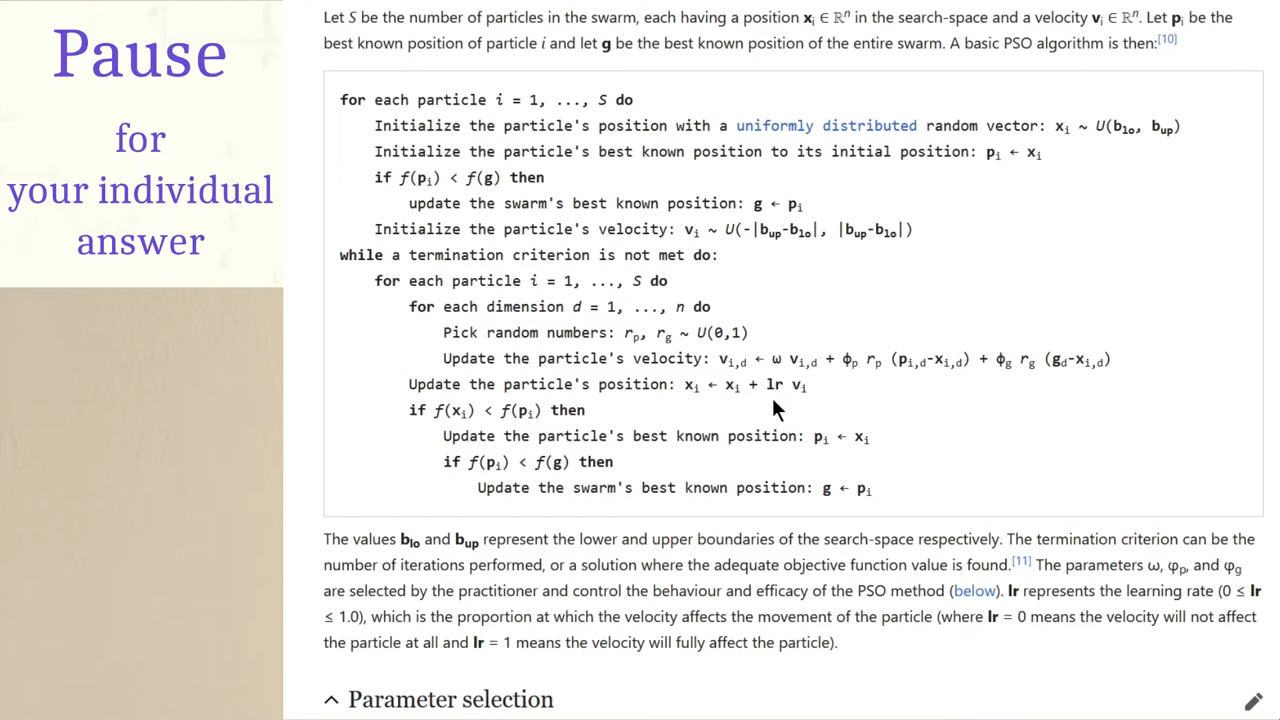 Pause
for
your individual
answer
Let S be the number of particles in the swarm, each having a position xᵢ ∈ ℝⁿ in the search-space and a velocity vᵢ ∈ ℝⁿ. Let pᵢ be the
best known position of particle i and let g be the best known position of the entire swarm. A basic PSO algorithm is then:[10]
for each particle i = 1, ..., S do
Initialize the particle's position with a uniformly distributed random vector: xᵢ ~ U(b_lo, b_up)
Initialize the particle's best known position to its initial position: pᵢ ← xᵢ
if f(pᵢ) < f(g) then
update the swarm's best known position: g ← pᵢ
Initialize the particle's velocity: vᵢ ~ U(-|b_up-b_lo|, |b_up-b_lo|)
while a termination criterion is not met do:
for each particle i = 1, ..., S do
for each dimension d = 1, ..., n do
Pick random numbers: r_p, r_g ~ U(0,1)
Update the particle's velocity: v_i,d ← ω v_i,d + ϕ_p r_p (p_i,d-x_i,d) + ϕ_g r_g (g_d-x_i,d)
Update the particle's position: xᵢ ← xᵢ + lr vᵢ
if f(xᵢ) < f(pᵢ) then
Update the particle's best known position: pᵢ ← xᵢ
if f(pᵢ) < f(g) then
Update the swarm's best known position: g ← pᵢ
The values b_lo and b_up represent the lower and upper boundaries of the search-space respectively. The termination criterion can be the
number of iterations performed, or a solution where the adequate objective function value is found.[11] The parameters ω, φ_p, and φ_g
are selected by the practitioner and control the behaviour and efficacy of the PSO method (below). lr represents the learning rate (0 ≤ lr
≤ 1.0), which is the proportion at which the velocity affects the movement of the particle (where lr = 0 means the velocity will not affect
the particle at all and lr = 1 means the velocity will fully affect the particle).
Parameter selection